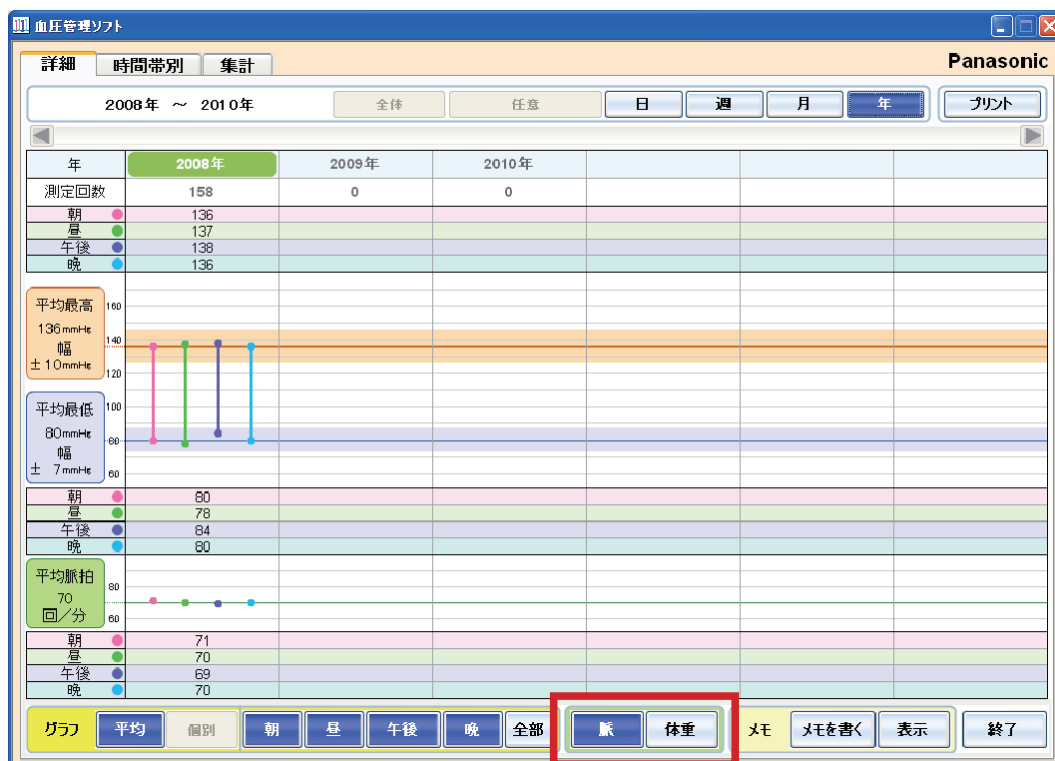 血圧管理ソフト
詳細 時間帯別 集計 Panasonic
2008年 ～ 2010年 全体 任意 日 週 月 年 プリント
年 2008年 2009年 2010年
測定回数 158 0 0
朝 136
昼 137
午後 138
晩 136
平均最高
136mmHg
幅
±10mmHg
160
140
120
平均最低
80mmHg
幅
± 7mmHg
100
80
60
朝 80
昼 78
午後 84
晩 80
平均脈拍
70
回／分
80
60
朝 71
昼 70
午後 69
晩 70
グラフ 平均 個別 朝 昼 午後 晩 全部 脈 体重 メモ メモを書く 表示 終了